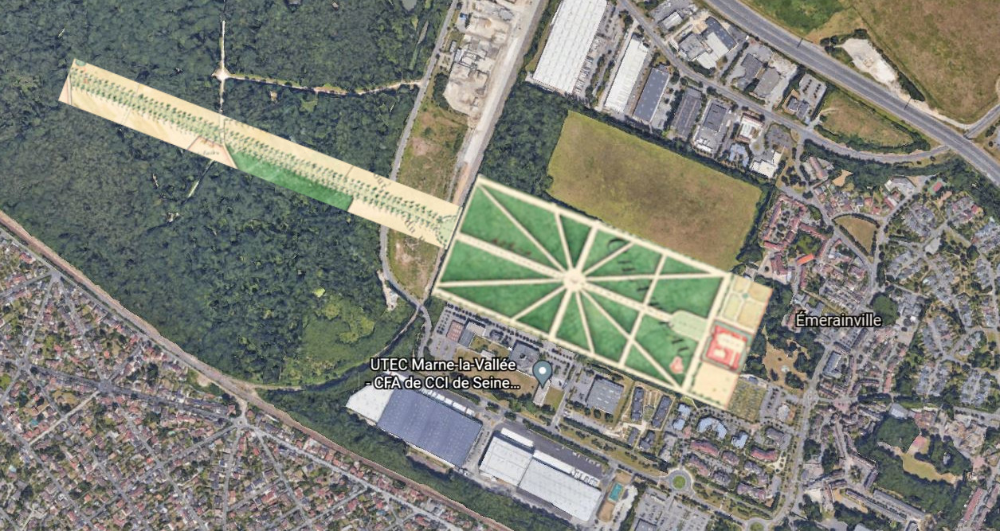 Émerainville
UTEC Marne-la-Vallée
- CFA de CCI de Seine...